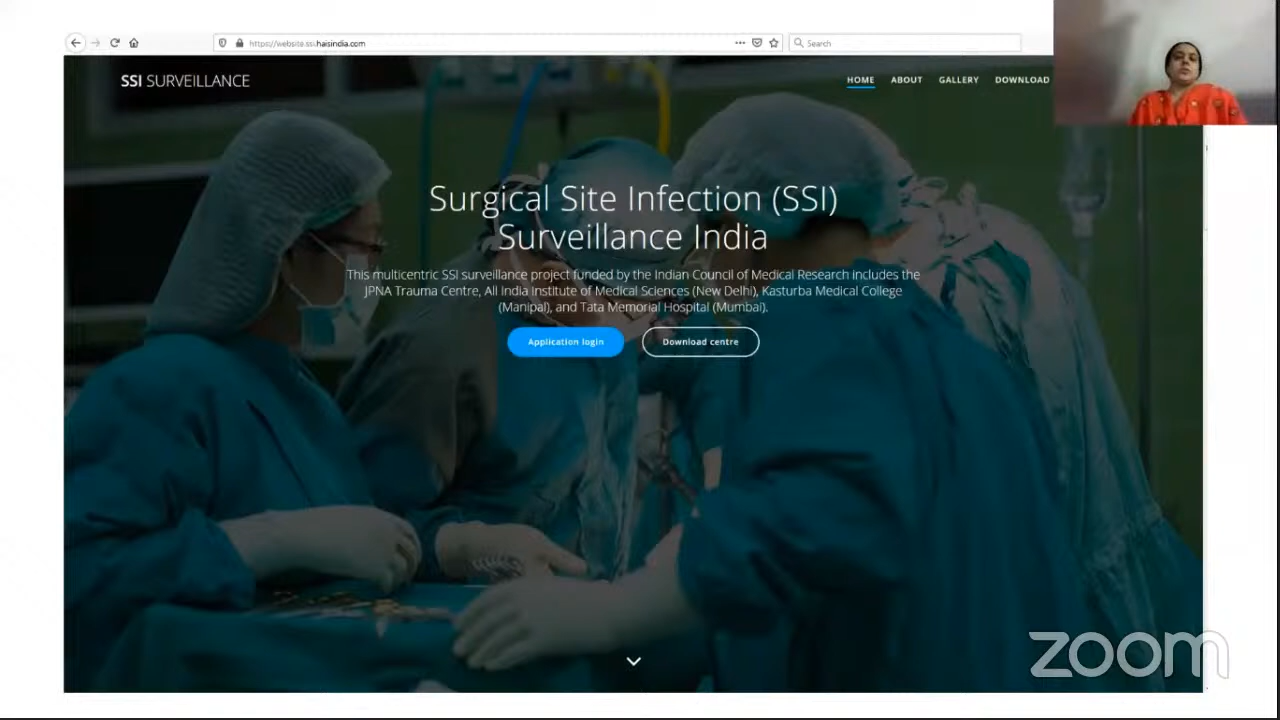 https://website.ssi.haisindia.com
Search
SSI SURVEILLANCE
HOME ABOUT GALLERY DOWNLOAD
Surgical Site Infection (SSI)
Surveillance India
This multicentric SSI surveillance project funded by the Indian Council of Medical Research includes the
JPNA Trauma Centre, All India Institute of Medical Sciences (New Delhi), Kasturba Medical College
(Manipal), and Tata Memorial Hospital (Mumbai).
Application login Download centre
zoom